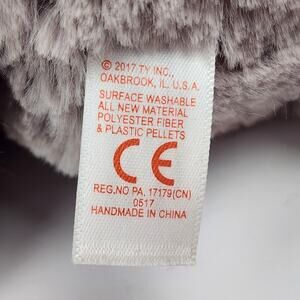 © 2017 TY INC.,
OAKBROOK, IL. U.S.A.
SURFACE WASHABLE
ALL NEW MATERIAL
POLYESTER FIBER
& PLASTIC PELLETS
CE
REG.NO PA. 17179(CN)
0517
HANDMADE IN CHINA